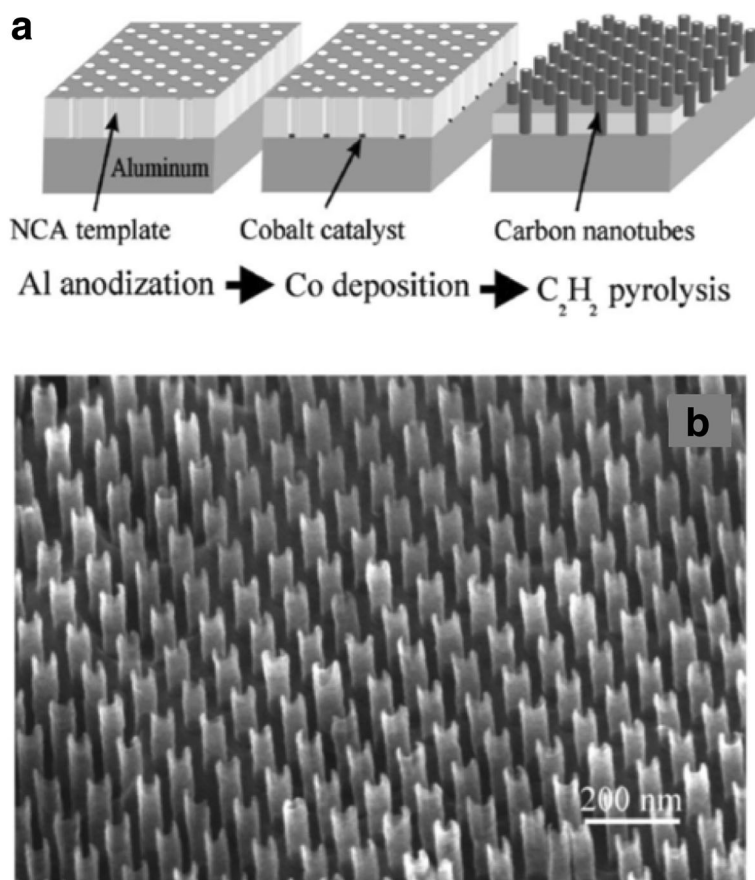 a
Aluminum
NCA template
Cobalt catalyst
Carbon nanotubes
Al anodization → Co deposition → C₂H₂ pyrolysis
b
200 nm